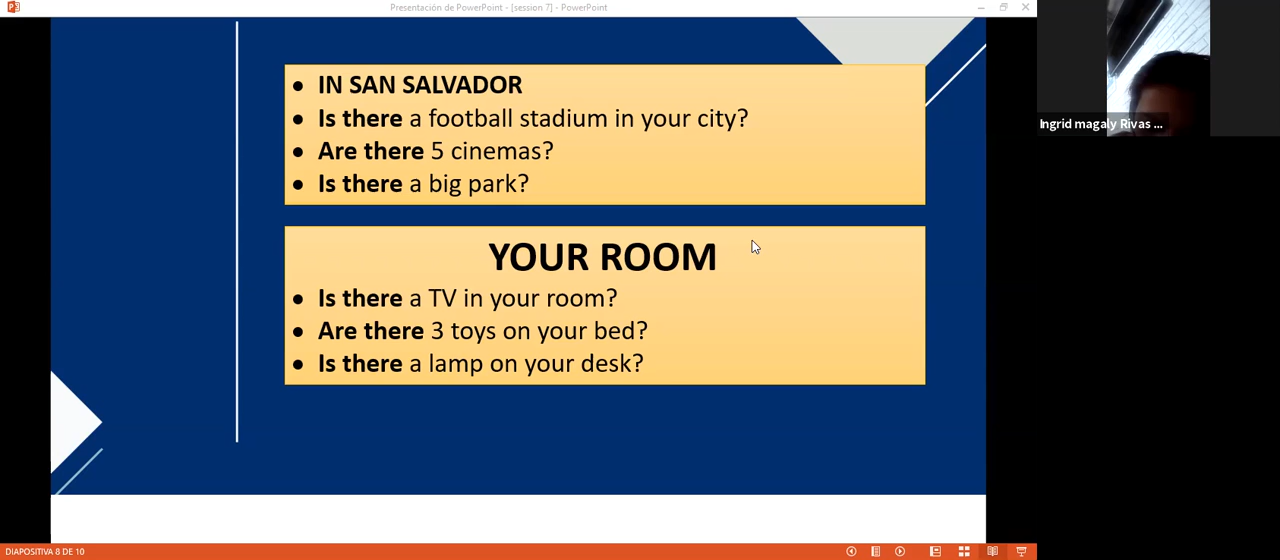 Presentación de PowerPoint - [session 7] - PowerPoint
IN SAN SALVADOR
Is there a football stadium in your city?
Are there 5 cinemas?
Is there a big park?
YOUR ROOM
Is there a TV in your room?
Are there 3 toys on your bed?
Is there a lamp on your desk?
Ingrid magaly Rivas ...
DIAPOSITIVA 8 DE 10